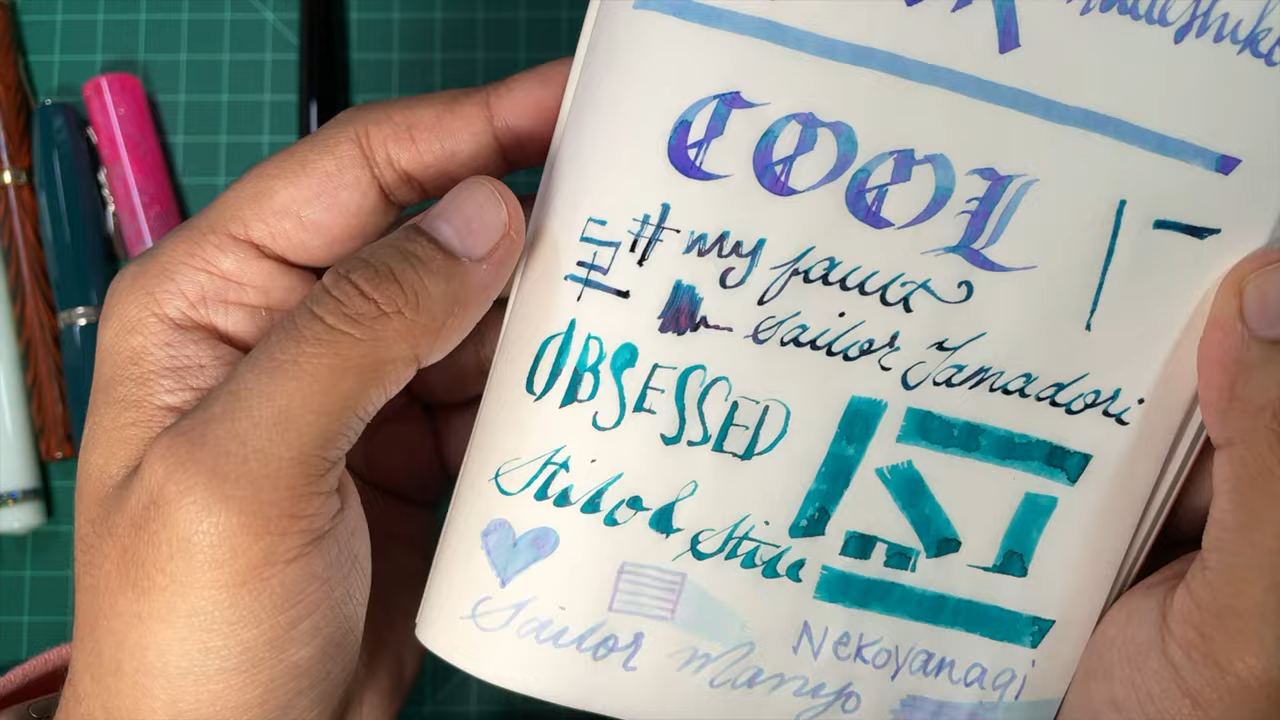 COOL
# my fault
Sailor Yamadori
OBSESSED
Stilo & Stile
Nekoyanagi
Sailor Manyo